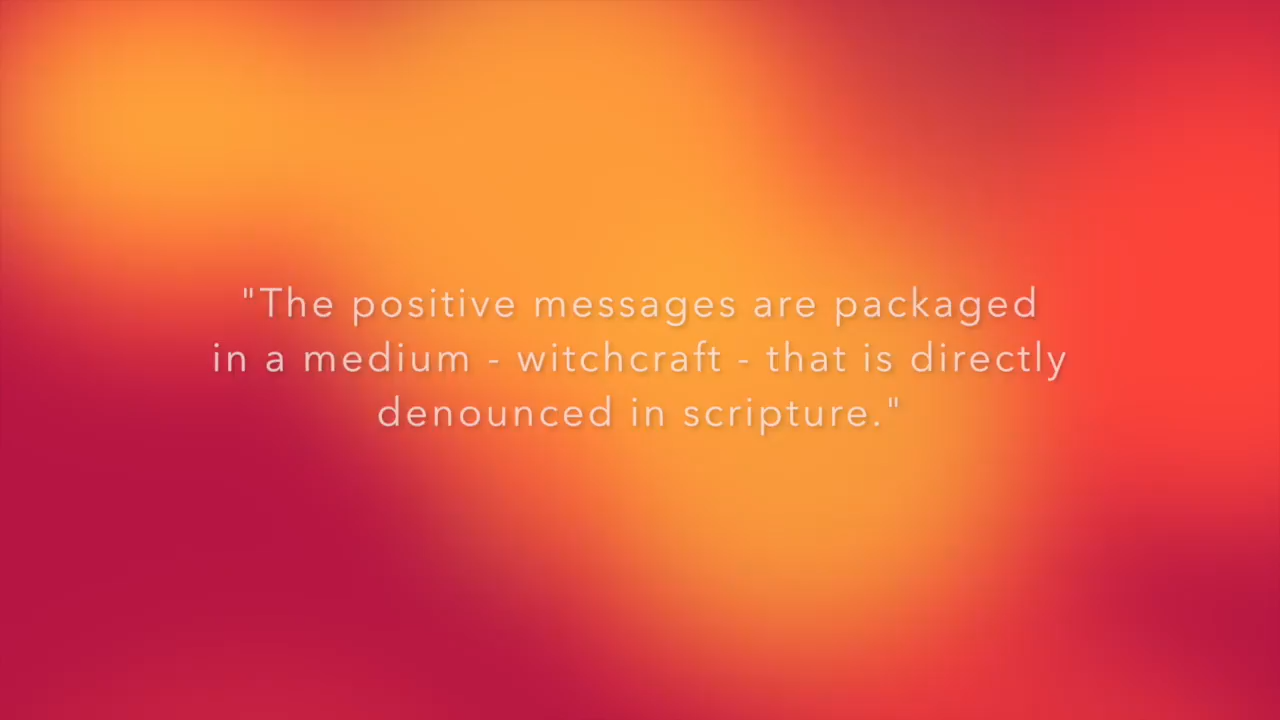 "The positive messages are packaged
in a medium - witchcraft - that is directly
denounced in scripture."